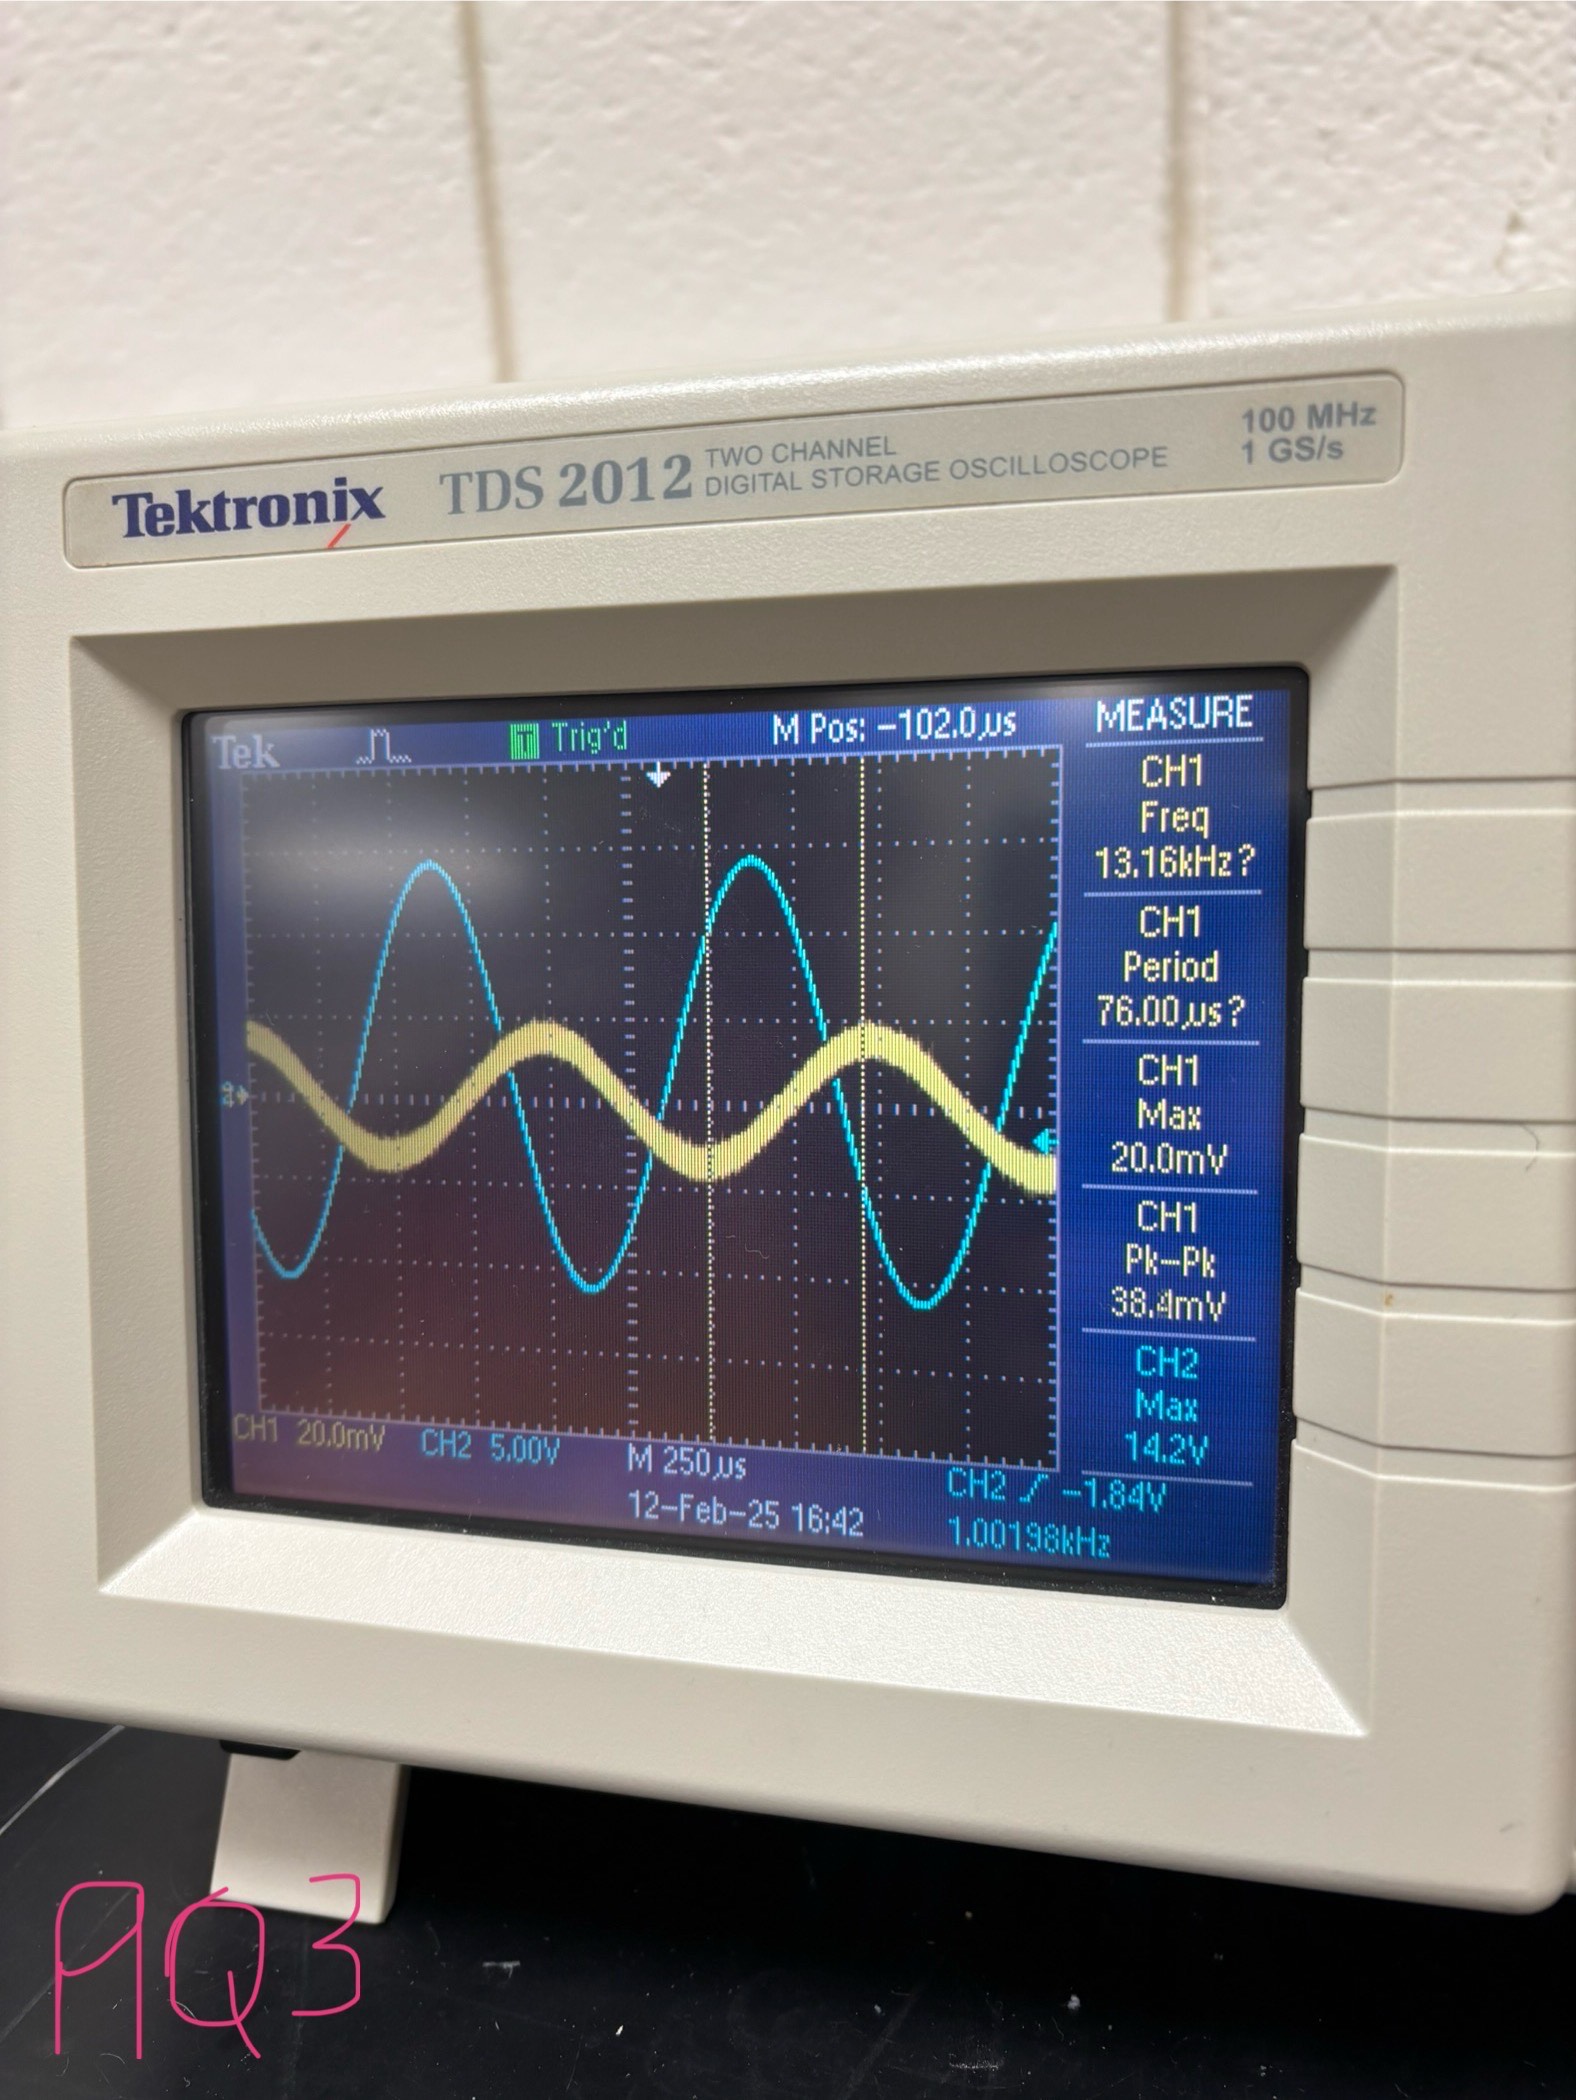 Tektronix TDS 2012 TWO CHANNEL
DIGITAL STORAGE OSCILLOSCOPE
100 MHz
1 GS/s
Tek Trig'd M Pos: -102.0µs
MEASURE
CH1
Freq
13.16kHz?
CH1
Period
76.00µs?
CH1
Max
20.0mV
CH1
Pk-Pk
38.4mV
CH2
Max
14.2V
2
CH1 20.0mV CH2 5.00V M 250µs CH2 -1.84V
12-Feb-25 16:42 1.00198kHz
AQ3